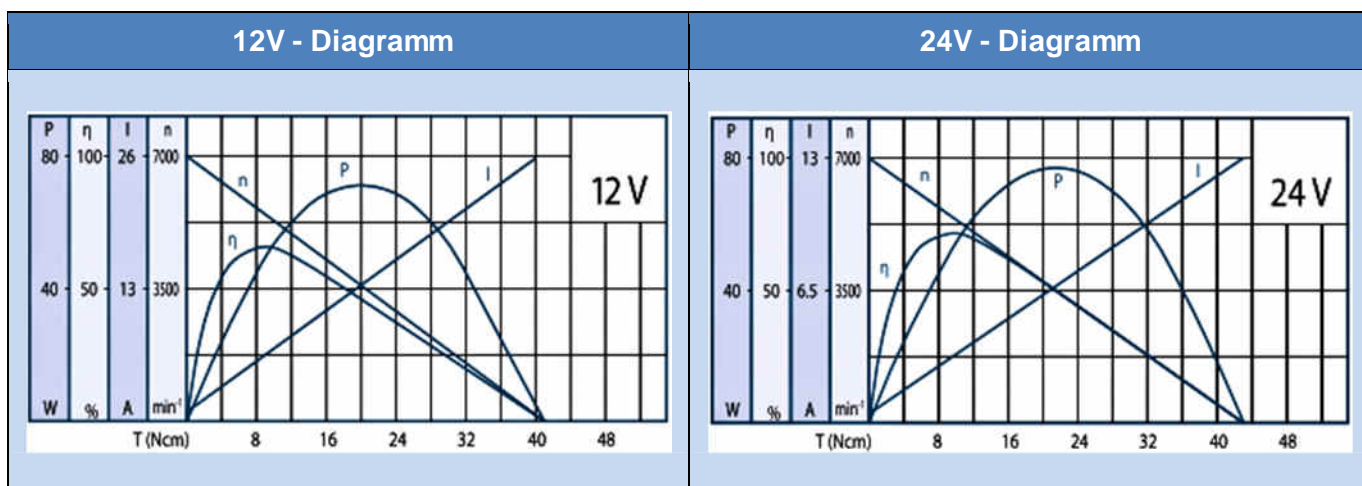 12V - Diagramm
24V - Diagramm
P η I n
80 100 26 7000
n P I
12 V
η
40 50 13 3500
W % A min⁻¹
T (Ncm) 8 16 24 32 40 48
P η I n
80 100 13 7000
n P I
24 V
η
40 50 6.5 3500
W % A min⁻¹
T (Ncm) 8 16 24 32 40 48